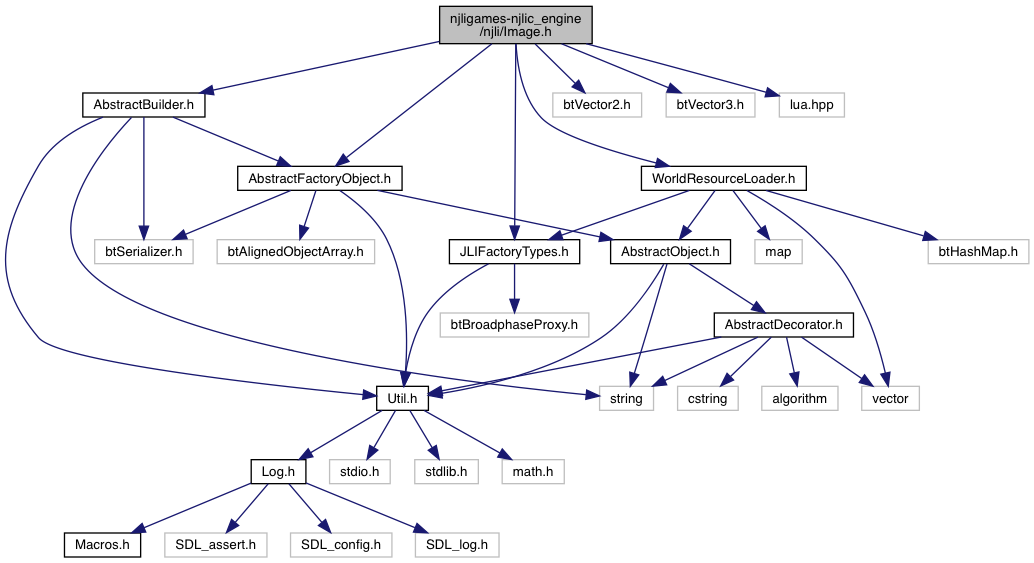 njligames-njlic_engine
/njli/Image.h
AbstractBuilder.h
btVector2.h
btVector3.h
lua.hpp
AbstractFactoryObject.h
WorldResourceLoader.h
btSerializer.h
btAlignedObjectArray.h
JLIFactoryTypes.h
AbstractObject.h
map
btHashMap.h
btBroadphaseProxy.h
AbstractDecorator.h
Util.h
string
cstring
algorithm
vector
Log.h
stdio.h
stdlib.h
math.h
Macros.h
SDL_assert.h
SDL_config.h
SDL_log.h